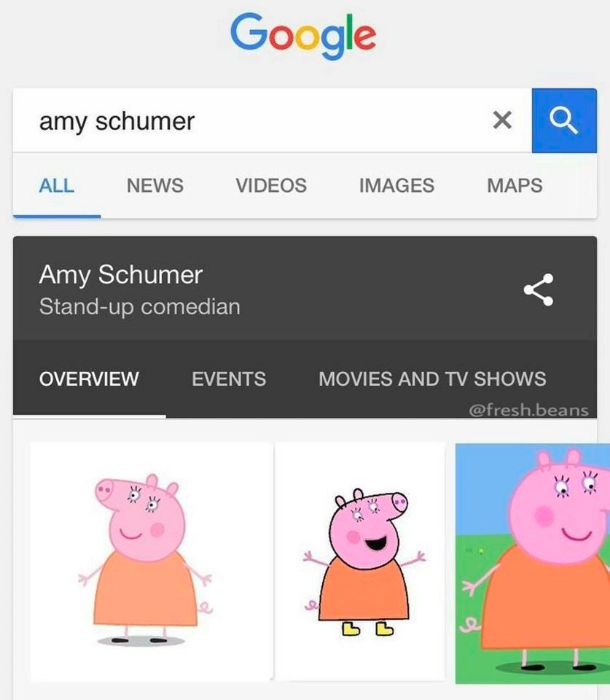 Google
amy schumer
ALL NEWS VIDEOS IMAGES MAPS
Amy Schumer
Stand-up comedian
OVERVIEW EVENTS MOVIES AND TV SHOWS
@fresh.beans